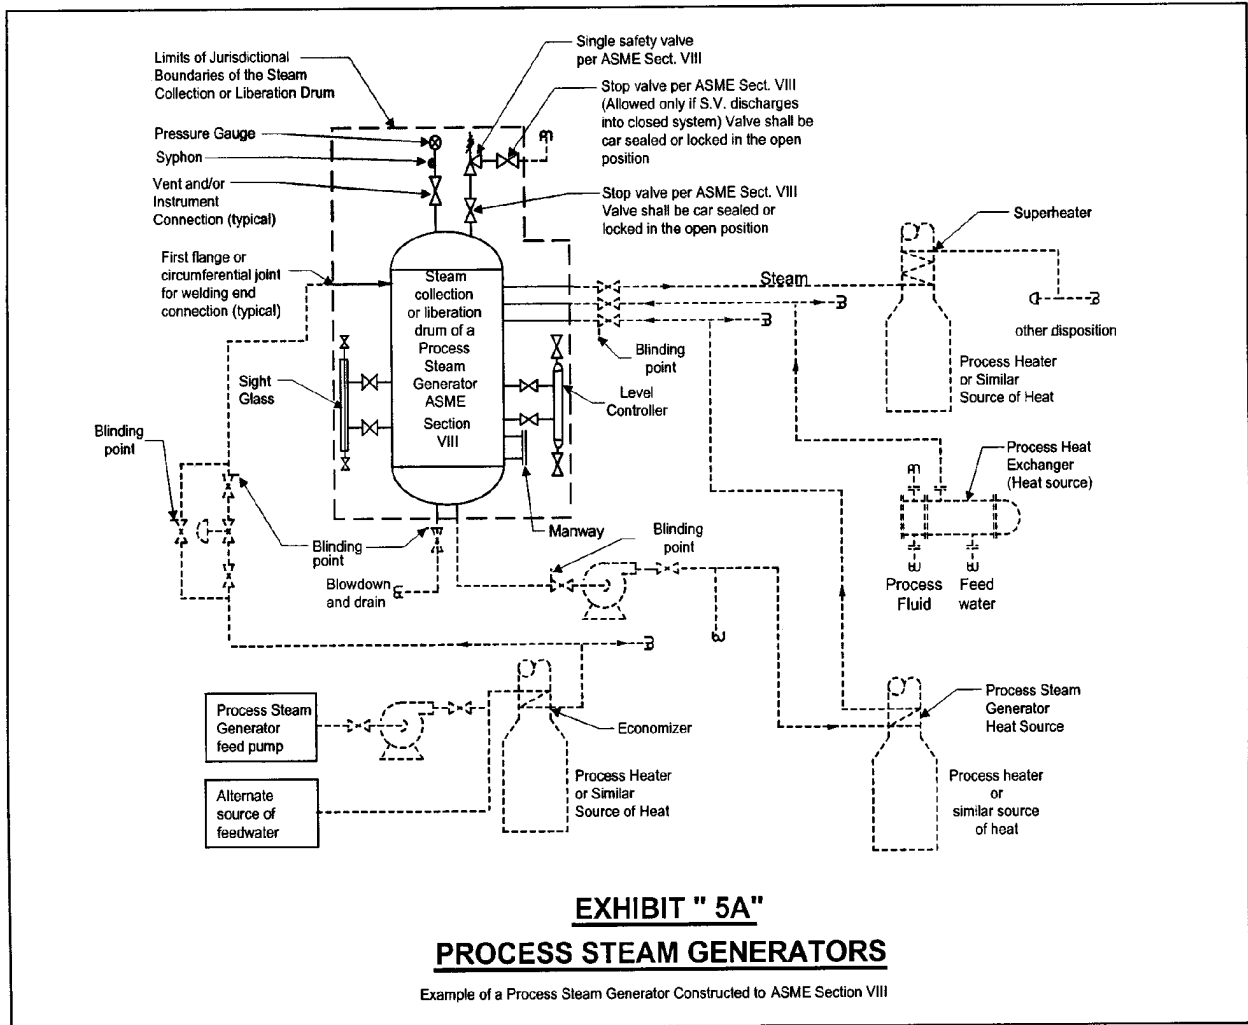 Limits of Jurisdictional
Boundaries of the Steam
Collection or Liberation Drum
Single safety valve
per ASME Sect. VIII
Stop valve per ASME Sect. VIII
(Allowed only if S.V. discharges
into closed system) Valve shall be
car sealed or locked in the open
position
Pressure Gauge
Syphon
Vent and/or
Instrument
Connection (typical)
Stop valve per ASME Sect. VIII
Valve shall be car sealed or
locked in the open position
Superheater
First flange or
circumferential joint
for welding end
connection (typical)
Steam
collection
or liberation
drum of a
Process
Steam
Generator
ASME
Section
VIII
Steam
other disposition
Blinding
point
Process Heater
or Similar
Source of Heat
Sight
Glass
Level
Controller
Blinding
point
Process Heat
Exchanger
(Heat source)
Manway
Blinding
point
Blinding
point
Blowdown
and drain
Process
Fluid
Feed
water
Process Steam
Generator
feed pump
Economizer
Process Steam
Generator
Heat Source
Process Heater
or Similar
Source of Heat
Alternate
source of
feedwater
Process heater
or
similar source
of heat
EXHIBIT " 5A"
PROCESS STEAM GENERATORS
Example of a Process Steam Generator Constructed to ASME Section VIII